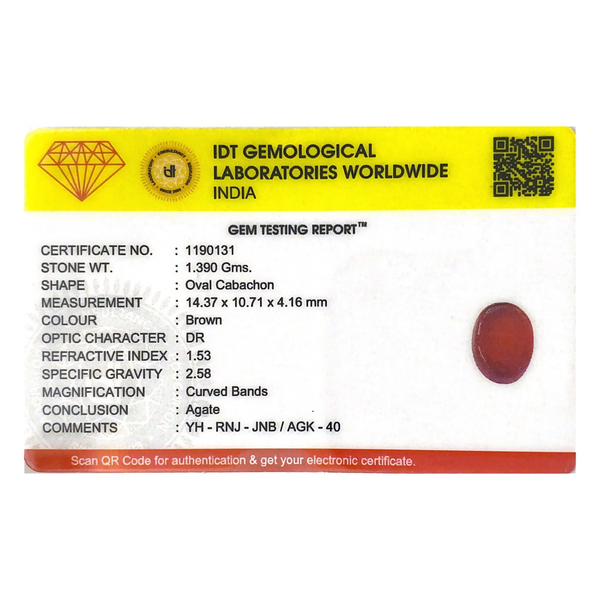 IDT GEMOLOGICAL
LABORATORIES WORLDWIDE
INDIA
idt
GEM TESTING REPORT™
CERTIFICATE NO. : 1190131
STONE WT. : 1.390 Gms.
SHAPE : Oval Cabachon
MEASUREMENT : 14.37 x 10.71 x 4.16 mm
COLOUR : Brown
OPTIC CHARACTER : DR
REFRACTIVE INDEX : 1.53
SPECIFIC GRAVITY : 2.58
MAGNIFICATION : Curved Bands
CONCLUSION : Agate
COMMENTS : YH - RNJ - JNB / AGK - 40
Scan QR Code for authentication & get your electronic certificate.